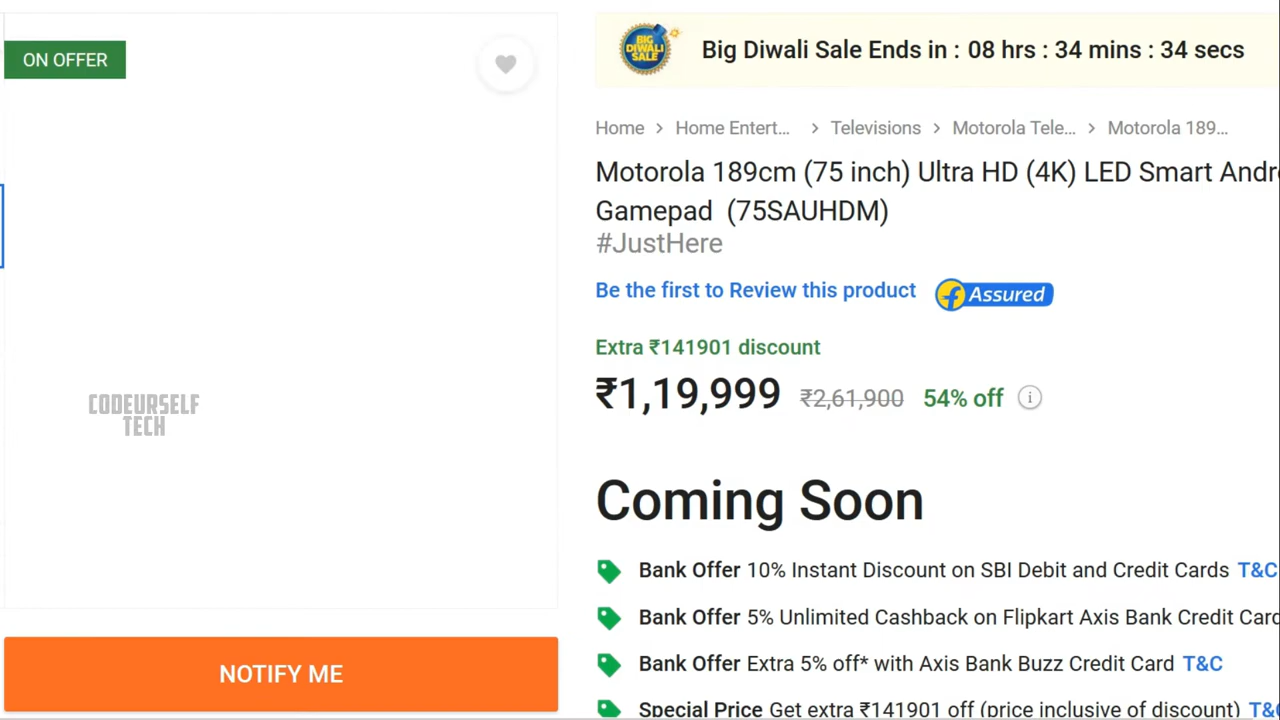 ON OFFER
BIG DIWALI SALE
Big Diwali Sale Ends in : 08 hrs : 34 mins : 34 secs
Home > Home Entert... > Televisions > Motorola Tele... > Motorola 189...
Motorola 189cm (75 inch) Ultra HD (4K) LED Smart Andr
Gamepad (75SAUHDM)
#JustHere
Be the first to Review this product
f Assured
Extra ₹141901 discount
₹1,19,999 ₹2,61,900 54% off i
CODEURSELF
TECH
Coming Soon
Bank Offer 10% Instant Discount on SBI Debit and Credit Cards T&C
Bank Offer 5% Unlimited Cashback on Flipkart Axis Bank Credit Card
Bank Offer Extra 5% off* with Axis Bank Buzz Credit Card T&C
Special Price Get extra ₹141901 off (price inclusive of discount) T&C
NOTIFY ME